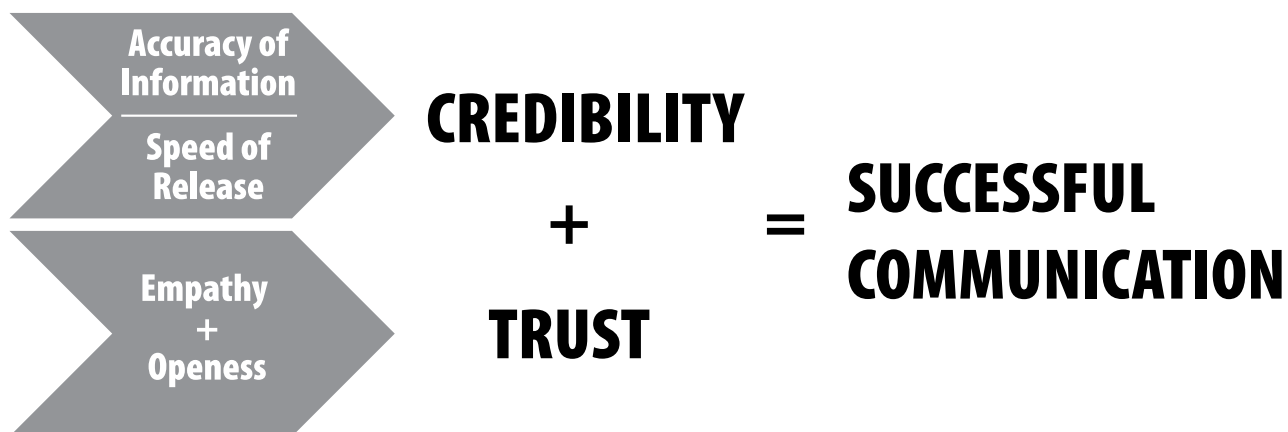 Accuracy of
Information
Speed of
Release
Empathy
+
Openess
CREDIBILITY
+
TRUST
=
SUCCESSFUL
COMMUNICATION